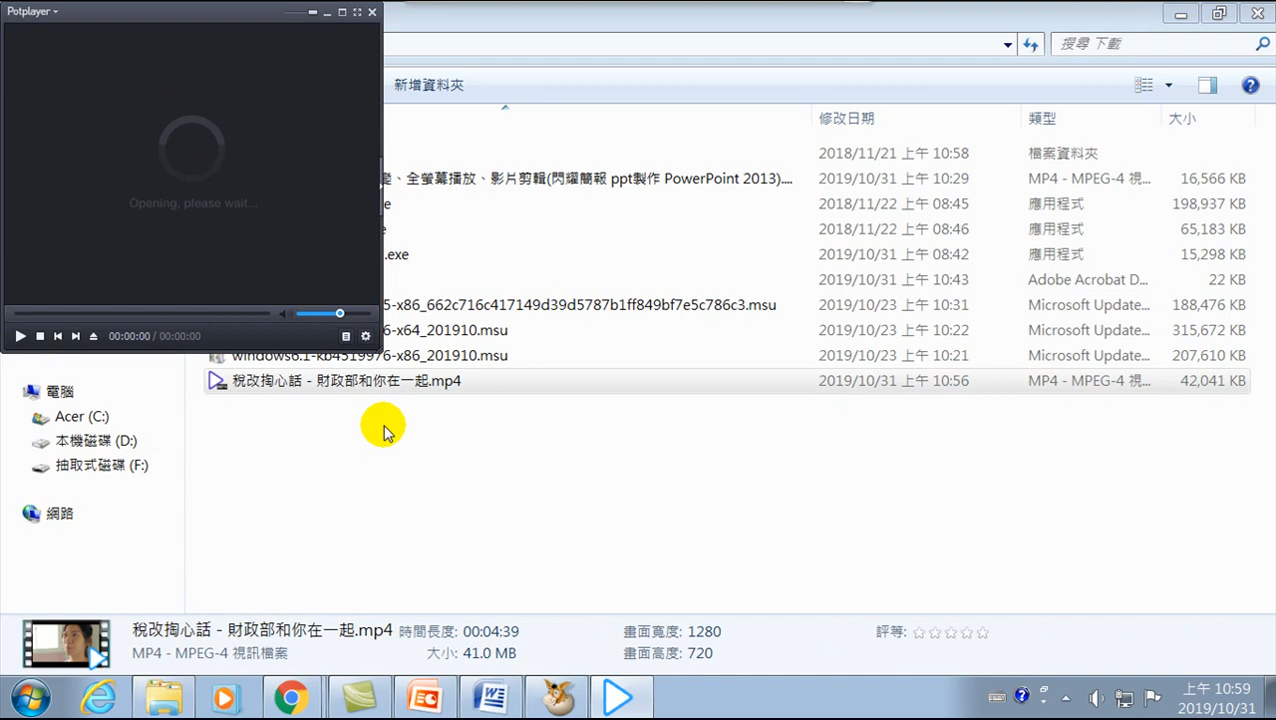 Potplayer
Opening, please wait...
00:00:00 / 00:00:00
搜尋 下載
新增資料夾
修改日期 類型 大小
2018/11/21 上午 10:58 檔案資料夾
、全螢幕播放、影片剪輯(閃耀簡報 ppt製作 PowerPoint 2013).... 2019/10/31 上午 10:29 MP4 - MPEG-4 視... 16,566 KB
e 2018/11/22 上午 08:45 應用程式 198,937 KB
e 2018/11/22 上午 08:46 應用程式 65,183 KB
.exe 2019/10/31 上午 08:42 應用程式 15,298 KB
2019/10/31 上午 10:43 Adobe Acrobat D... 22 KB
5-x86_662c716c417149d39d5787b1ff849bf7e5c786c3.msu 2019/10/23 上午 10:31 Microsoft Update... 188,476 KB
6-x64_201910.msu 2019/10/23 上午 10:22 Microsoft Update... 315,672 KB
windows6.1-kb4519976-x86_201910.msu 2019/10/23 上午 10:21 Microsoft Update... 207,610 KB
稅改掏心話 - 財政部和你在一起.mp4 2019/10/31 上午 10:56 MP4 - MPEG-4 視... 42,041 KB
電腦
Acer (C:)
本機磁碟 (D:)
抽取式磁碟 (F:)
網路
稅改掏心話 - 財政部和你在一起.mp4 時間長度: 00:04:39 畫面寬度: 1280 評等:
MP4 - MPEG-4 視訊檔案 大小: 41.0 MB 畫面高度: 720
上午 10:59
2019/10/31